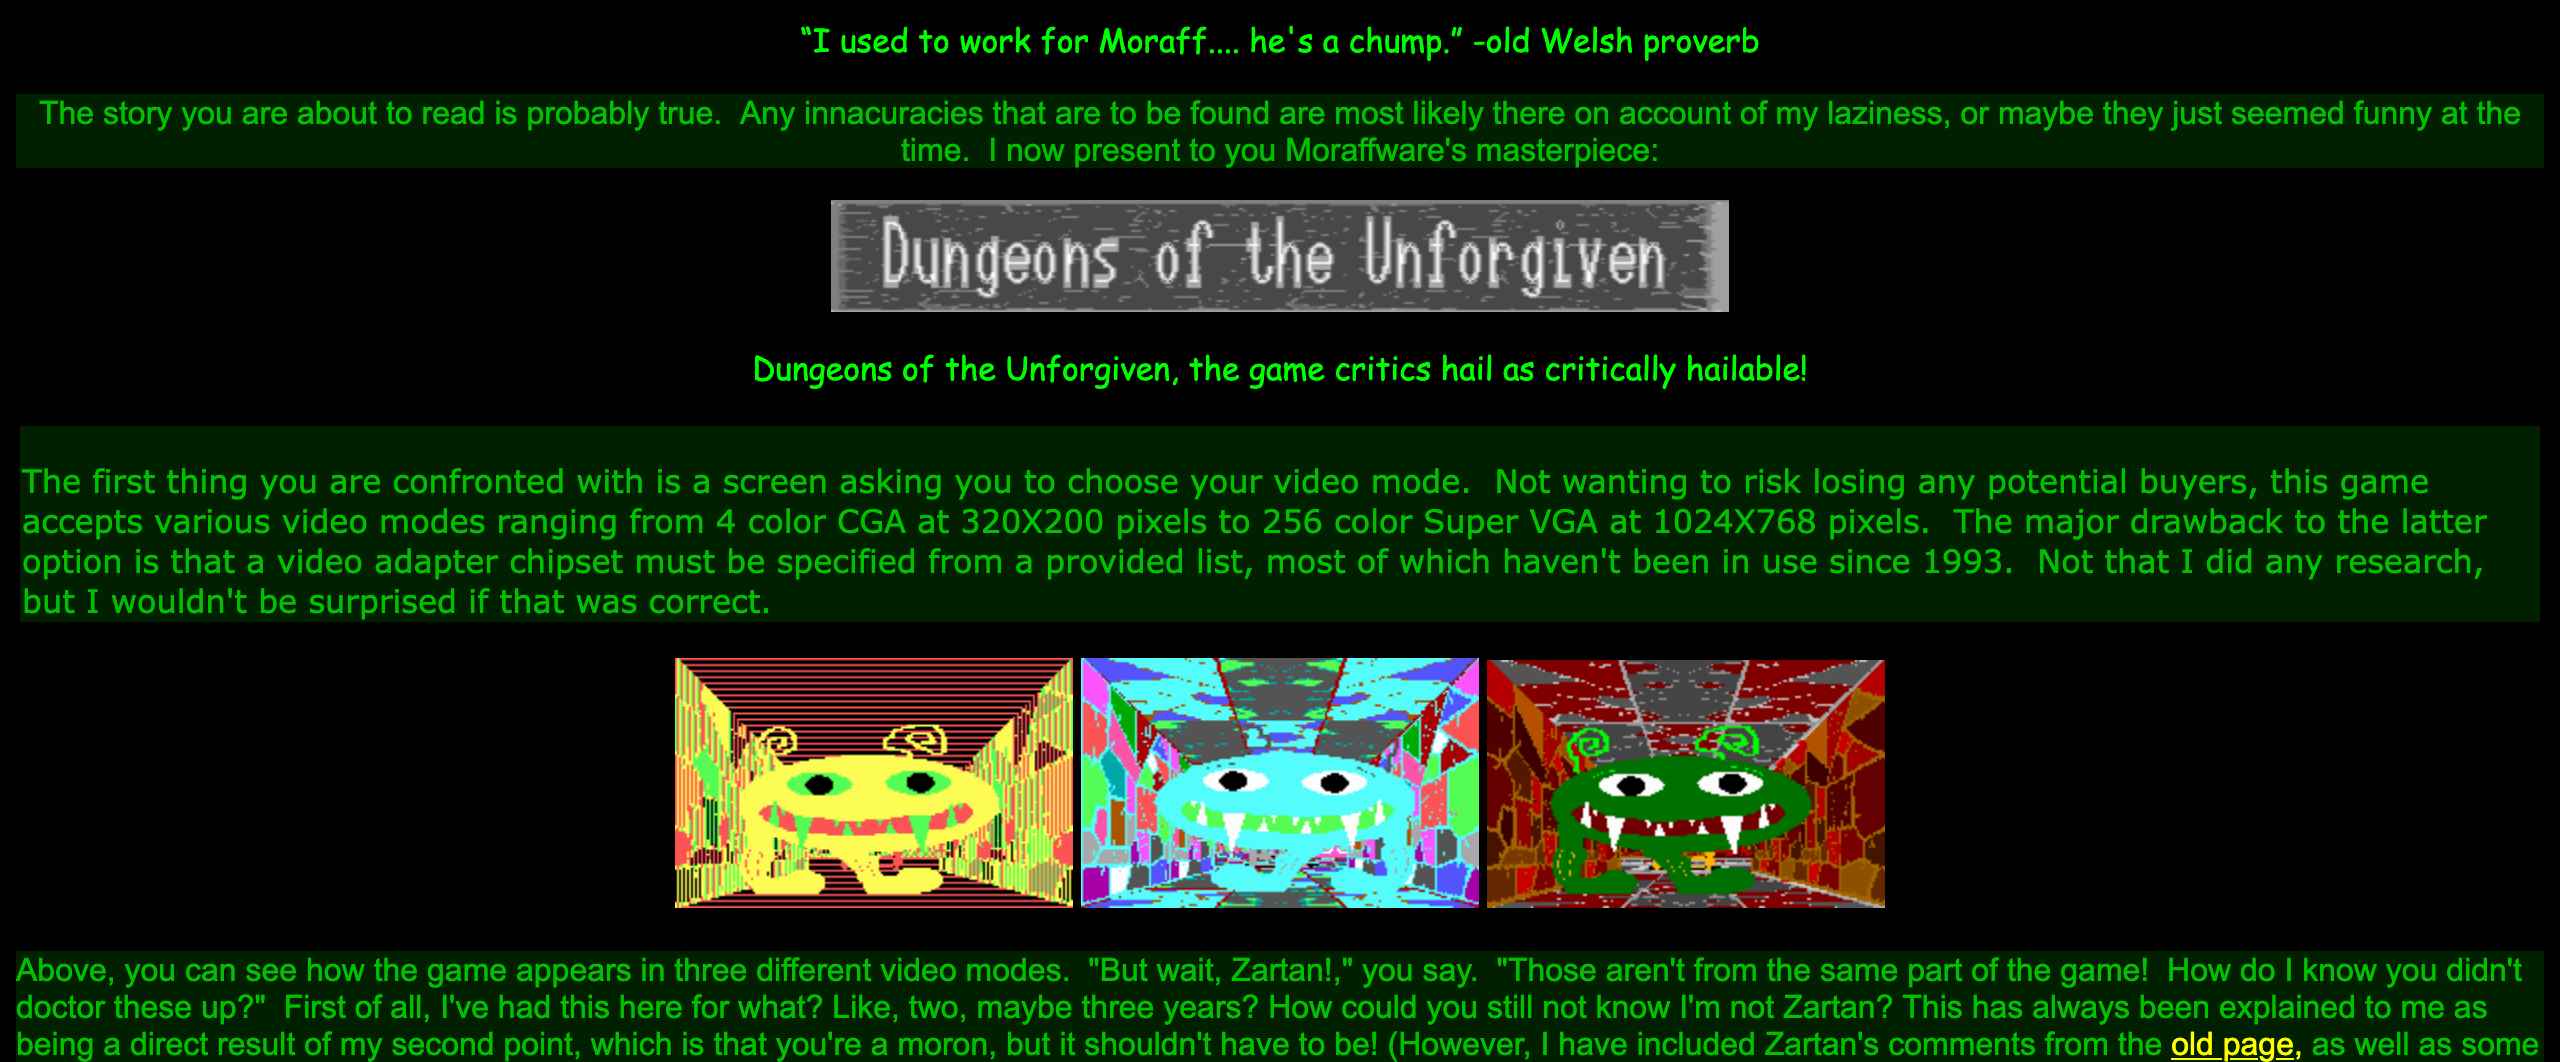 “I used to work for Moraff.... he's a chump.” -old Welsh proverb
The story you are about to read is probably true.  Any innacuracies that are to be found are most likely there on account of my laziness, or maybe they just seemed funny at the
time.  I now present to you Moraffware's masterpiece:
Dungeons of the Unforgiven
Dungeons of the Unforgiven, the game critics hail as critically hailable!
The first thing you are confronted with is a screen asking you to choose your video mode.  Not wanting to risk losing any potential buyers, this game
accepts various video modes ranging from 4 color CGA at 320X200 pixels to 256 color Super VGA at 1024X768 pixels.  The major drawback to the latter
option is that a video adapter chipset must be specified from a provided list, most of which haven't been in use since 1993.  Not that I did any research,
but I wouldn't be surprised if that was correct.
Above, you can see how the game appears in three different video modes.  "But wait, Zartan!," you say.  "Those aren't from the same part of the game!  How do I know you didn't
doctor these up?"  First of all, I've had this here for what? Like, two, maybe three years? How could you still not know I'm not Zartan? This has always been explained to me as
being a direct result of my second point, which is that you're a moron, but it shouldn't have to be! (However, I have included Zartan's comments from the old page, as well as some